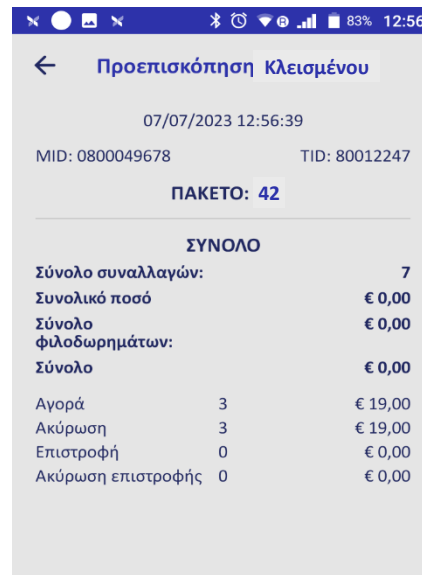 83% 12:56
Προεπισκόπηση Κλεισμένου
07/07/2023 12:56:39
MID: 0800049678 TID: 80012247
ΠΑΚΕΤΟ: 42
ΣΥΝΟΛΟ
Σύνολο συναλλαγών: 7
Συνολικό ποσό € 0,00
Σύνολο € 0,00
φιλοδωρημάτων:
Σύνολο € 0,00
Αγορά 3 € 19,00
Ακύρωση 3 € 19,00
Επιστροφή 0 € 0,00
Ακύρωση επιστροφής 0 € 0,00